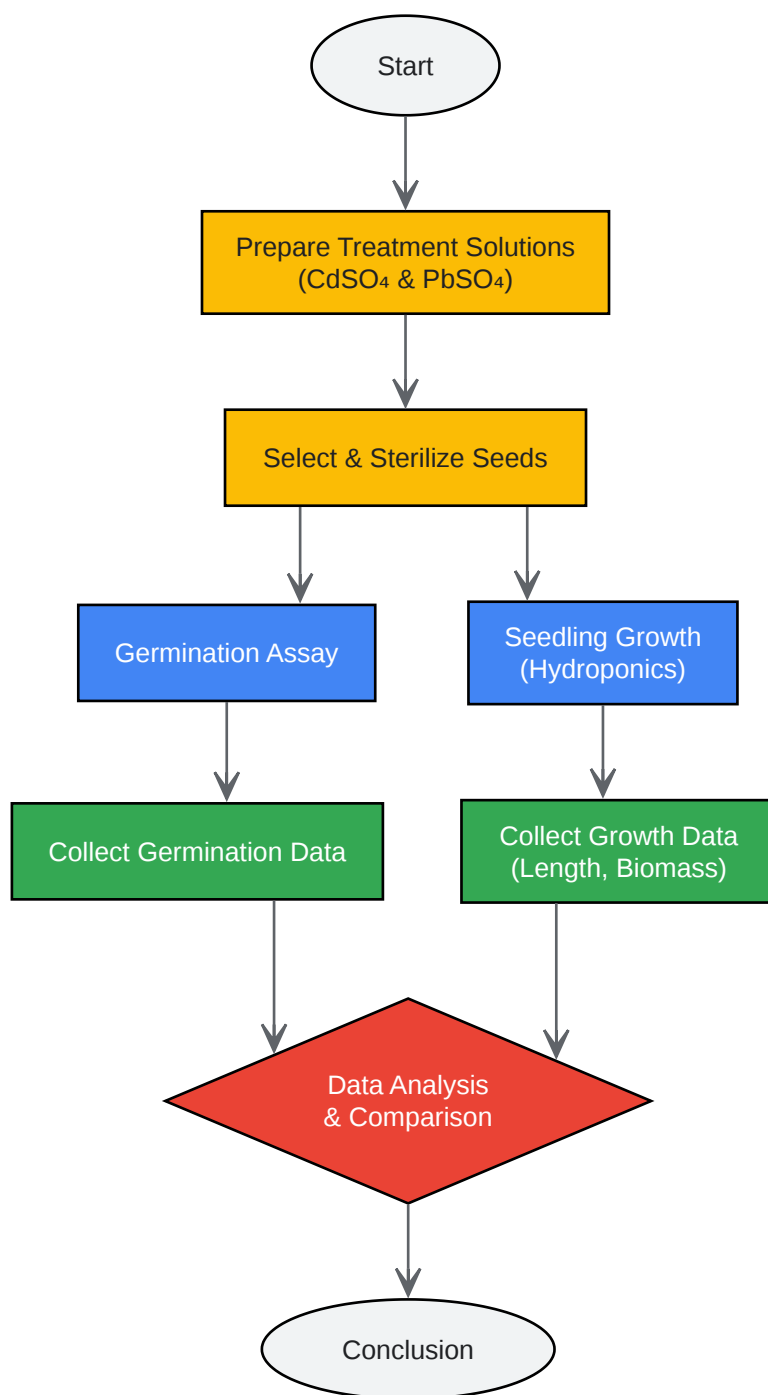 Start
Prepare Treatment Solutions
(CdSO₄ & PbSO₄)
Select & Sterilize Seeds
Germination Assay
Seedling Growth
(Hydroponics)
Collect Germination Data
Collect Growth Data
(Length, Biomass)
Data Analysis
& Comparison
Conclusion